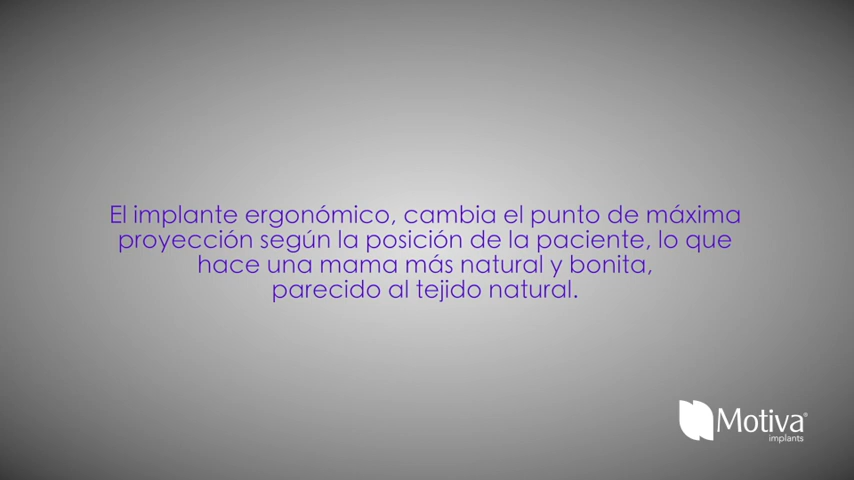 El implante ergonómico, cambia el punto de máxima
proyección según la posición de la paciente, lo que
hace una mama más natural y bonita,
parecido al tejido natural.
Motiva®
implants